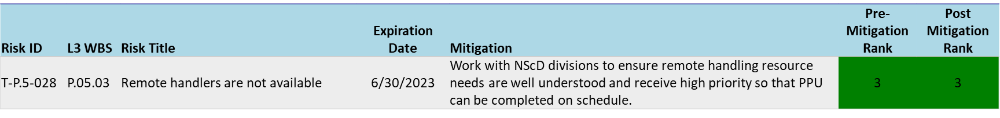 Risk ID L3 WBS Risk Title Expiration Date Mitigation Pre-Mitigation Rank Post Mitigation Rank
T-P.5-028 P.05.03 Remote handlers are not available 6/30/2023 Work with NScD divisions to ensure remote handling resource
needs are well understood and receive high priority so that PPU
can be completed on schedule. 3 3